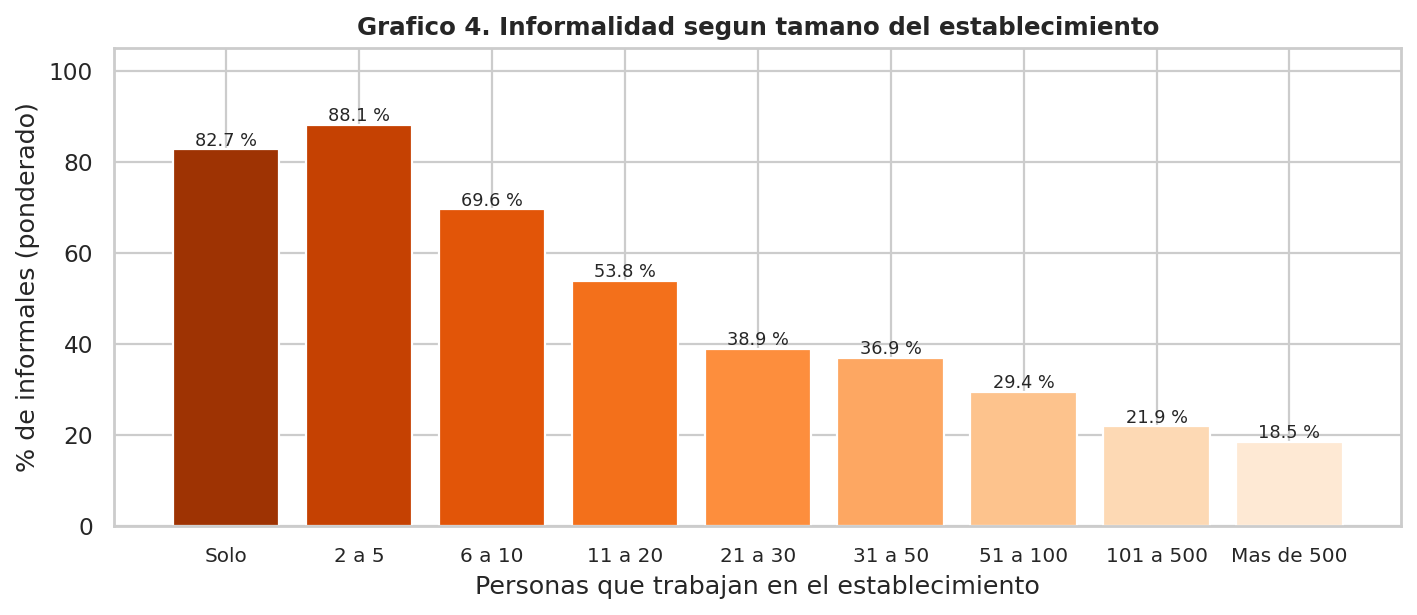 Grafico 4. Informalidad segun tamano del establecimiento
% de informales (ponderado)
100
80
60
40
20
0
82.7 %
88.1 %
69.6 %
53.8 %
38.9 %
36.9 %
29.4 %
21.9 %
18.5 %
Solo
2 a 5
6 a 10
11 a 20
21 a 30
31 a 50
51 a 100
101 a 500
Mas de 500
Personas que trabajan en el establecimiento